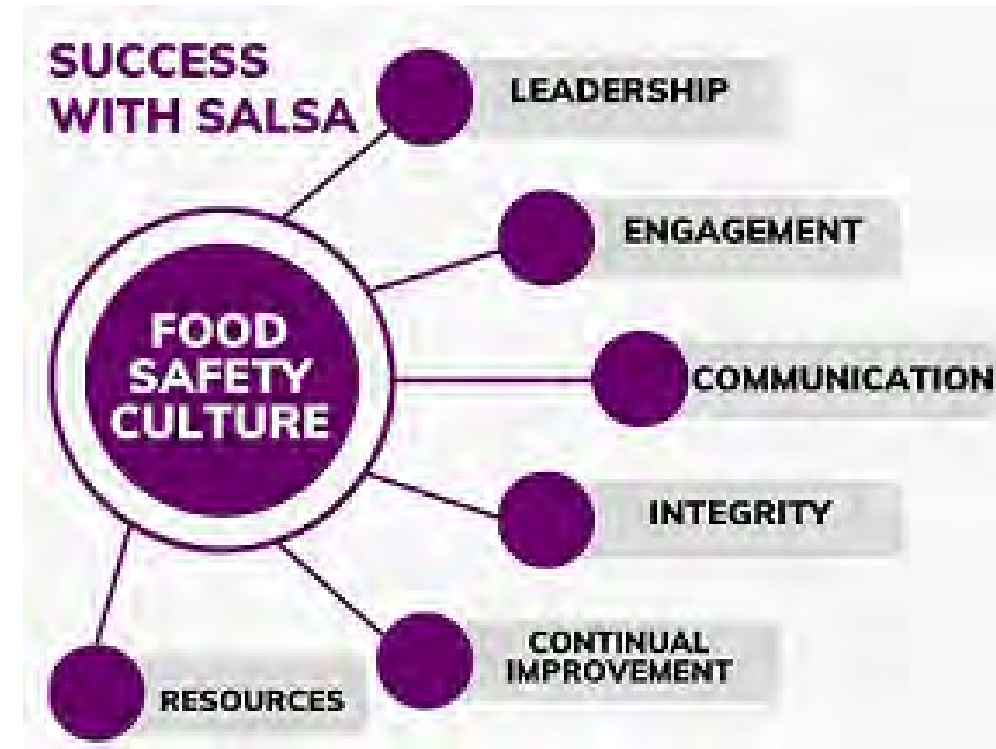 SUCCESS
WITH SALSA
LEADERSHIP
ENGAGEMENT
FOOD
SAFETY
CULTURE
COMMUNICATION
INTEGRITY
CONTINUAL
IMPROVEMENT
RESOURCES